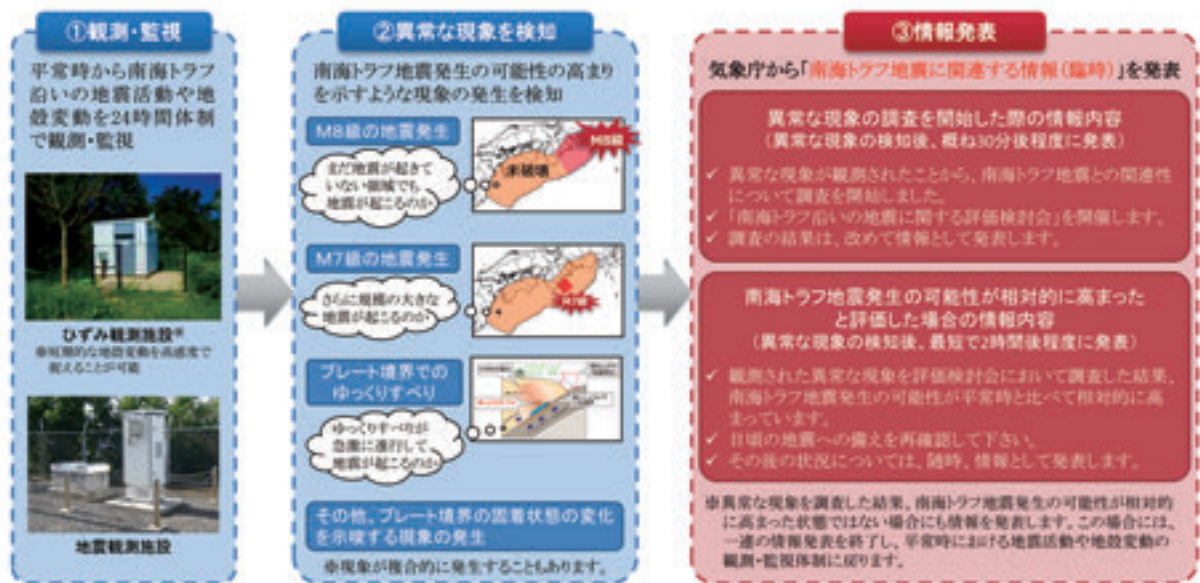 ①観測・監視
平常時から南海トラフ
沿いの地震活動や地
殻変動を24時間体制
で観測・監視
ひずみ観測施設※
※短期的な地殻変動を高感度で
捉えることが可能
地震観測施設
②異常な現象を検知
南海トラフ地震発生の可能性の高まり
を示すような現象の発生を検知
M8級の地震発生
まだ地震が起きて
いない領域でも
地震が起こるのか
未破壊
M8級
M7級の地震発生
さらに規模の大きな
地震が起こるのか
M7級
プレート境界での
ゆっくりすべり
ゆっくりすべりが
急激に進行して、
地震が起こるのか
その他、プレート境界の固着状態の変化
を示唆する現象の発生
※現象が複合的に発生することもあります。
③情報発表
気象庁から「南海トラフ地震に関連する情報(臨時)」を発表
異常な現象の調査を開始した際の情報内容
(異常な現象の検知後、概ね30分後程度に発表)
✓ 異常な現象が観測されたことから、南海トラフ地震との関連性
について調査を開始しました。
✓ 「南海トラフ沿いの地震に関する評価検討会」を開催します。
✓ 調査の結果は、改めて情報として発表します。
南海トラフ地震発生の可能性が相対的に高まった
と評価した場合の情報内容
(異常な現象の検知後、最短で2時間後程度に発表)
✓ 観測された異常な現象を評価検討会において調査した結果、
南海トラフ地震発生の可能性が平常時と比べて相対的に高
まっています。
✓ 日頃の地震への備えを再確認して下さい。
✓ その後の状況については、随時、情報として発表します。
※異常な現象を調査した結果、南海トラフ地震発生の可能性が相対的
に高まった状態ではない場合にも情報を発表します。この場合には、
一連の情報発表を終了し、平常時における地震活動や地殻変動の
観測・監視体制に戻ります。